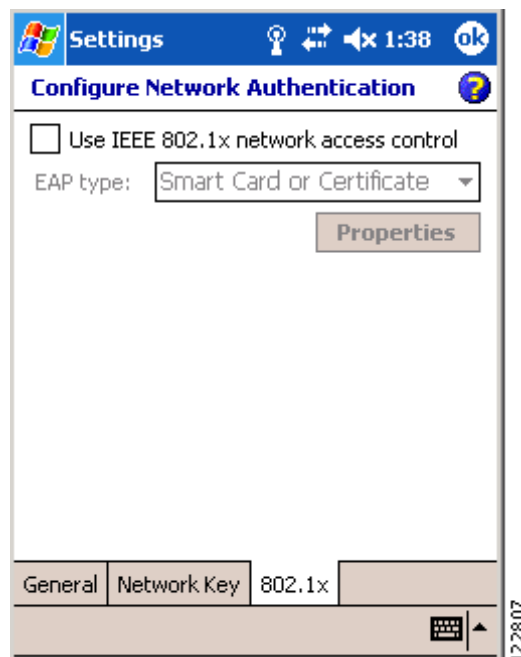 Settings 1:38 ok
Configure Network Authentication
Use IEEE 802.1x network access control
EAP type: Smart Card or Certificate
Properties
General Network Key 802.1x
122807